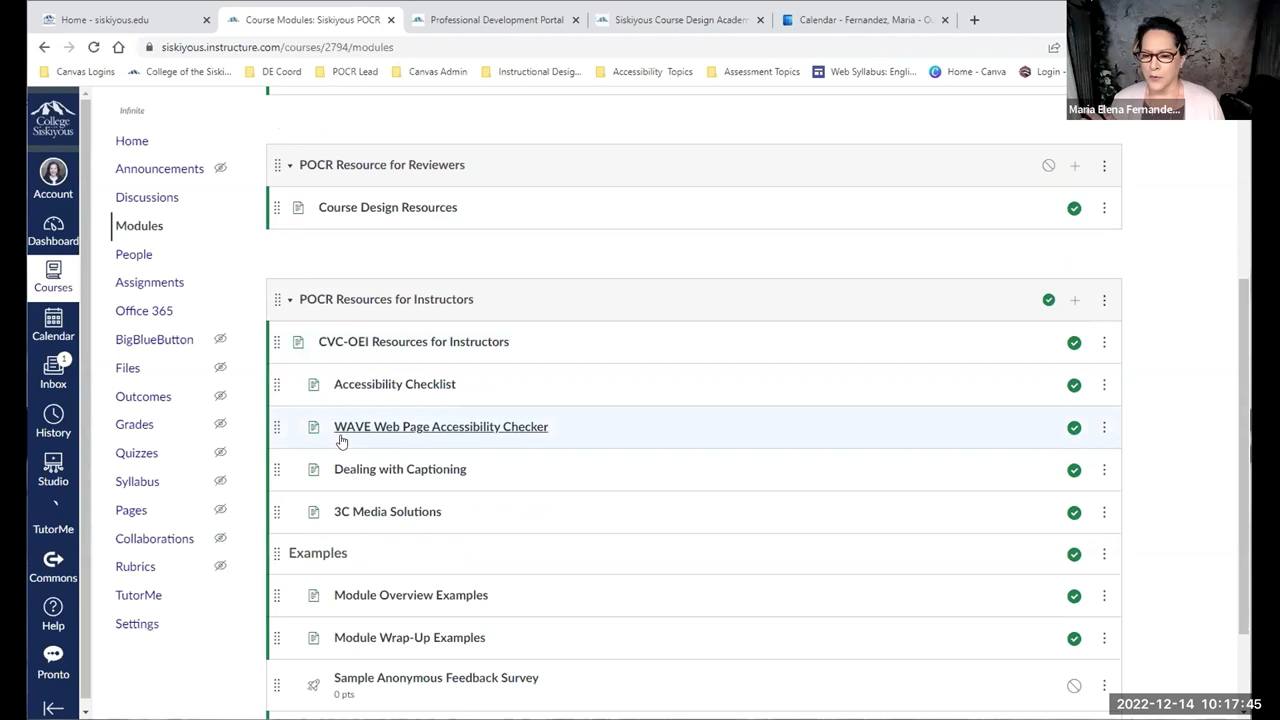 Home - siskiyous.edu
Course Modules: Siskiyous POCR
Professional Development Portal
Siskiyous Course Design Acade
Calendar - Fernandez, Maria - O
siskiyous.instructure.com/courses/2794/modules
Canvas Logins
College of the Siski...
DE Coord
POCR Lead
Canvas Admin
Instructional Desig...
Accessibility Topics
Assessment Topics
Web Syllabus: Engli...
Home - Canva
Login -
Maria Elena Fernande...
COLLEGE OF THE
Siskiyous
Account
Dashboard
Courses
Calendar
1
Inbox
History
Studio
TutorMe
Commons
Help
Pronto
Infinite
Home
Announcements
Discussions
Modules
People
Assignments
Office 365
BigBlueButton
Files
Outcomes
Grades
Quizzes
Syllabus
Pages
Collaborations
Rubrics
TutorMe
Settings
POCR Resource for Reviewers
Course Design Resources
POCR Resources for Instructors
CVC-OEI Resources for Instructors
Accessibility Checklist
WAVE Web Page Accessibility Checker
Dealing with Captioning
3C Media Solutions
Examples
Module Overview Examples
Module Wrap-Up Examples
Sample Anonymous Feedback Survey
0 pts
2022-12-14 10:17:45